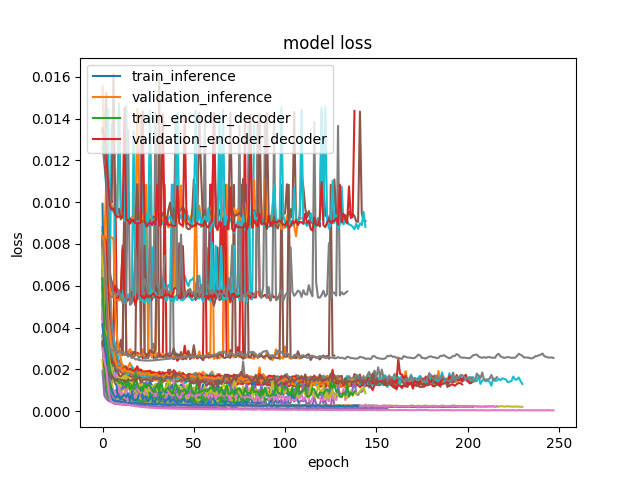 model loss
train_inference
validation_inference
train_encoder_decoder
validation_encoder_decoder
loss
0.016
0.014
0.012
0.010
0.008
0.006
0.004
0.002
0.000
0 50 100 150 200 250
epoch